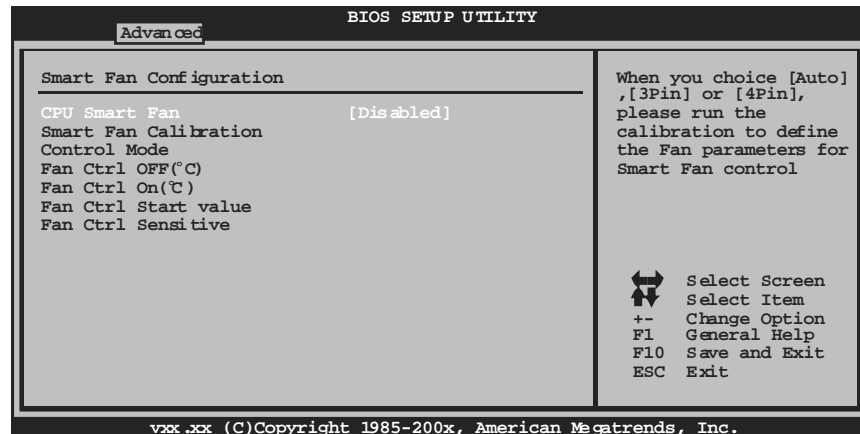 BIOS SETUP UTILITY
Advanced
Smart Fan Configuration
CPU Smart Fan [Disabled]
Smart Fan Calibration
Control Mode
Fan Ctrl OFF(°C)
Fan Ctrl On(°C)
Fan Ctrl Start value
Fan Ctrl Sensitive
When you choice [Auto]
,[3Pin] or [4Pin],
please run the
calibration to define
the Fan parameters for
Smart Fan control
Select Screen
Select Item
+- Change Option
F1 General Help
F10 Save and Exit
ESC Exit
vxx.xx (C)Copyright 1985-200x, American Megatrends, Inc.